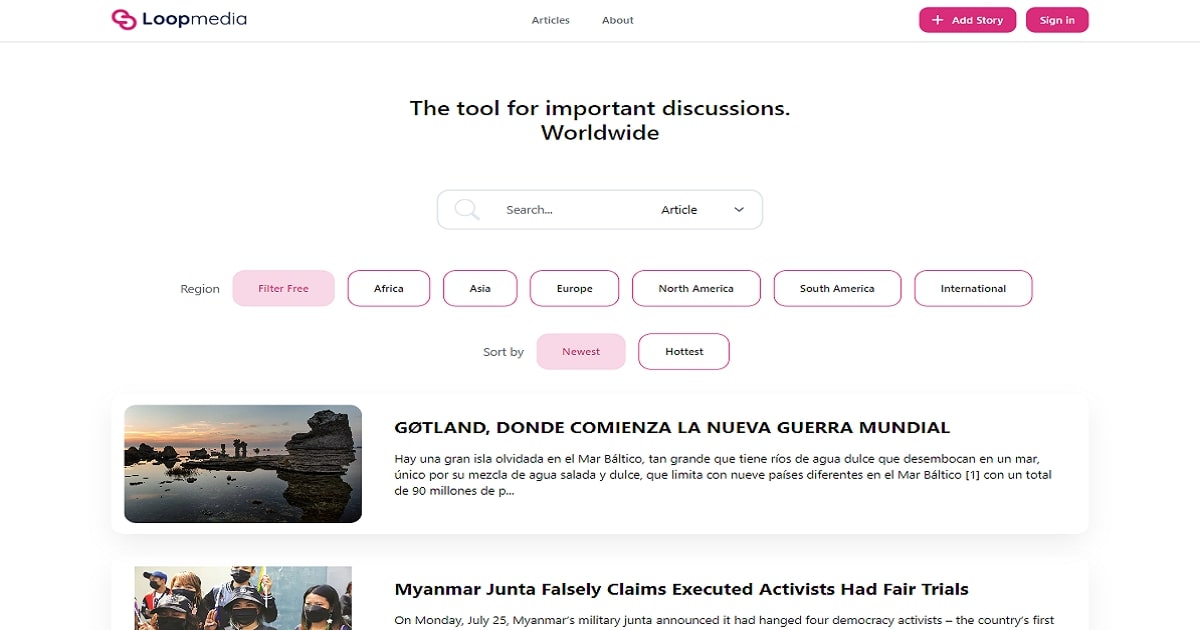 Loopmedia
Articles
About
+ Add Story
Sign in
The tool for important discussions.
Worldwide
Search...
Article
Region
Filter Free
Africa
Asia
Europe
North America
South America
International
Sort by
Newest
Hottest
GØTLAND, DONDE COMIENZA LA NUEVA GUERRA MUNDIAL
Hay una gran isla olvidada en el Mar Báltico, tan grande que tiene ríos de agua dulce que desembocan en un mar,
único por su mezcla de agua salada y dulce, que limita con nueve países diferentes en el Mar Báltico [1] con un total
de 90 millones de p...
Myanmar Junta Falsely Claims Executed Activists Had Fair Trials
On Monday, July 25, Myanmar's military junta announced it had hanged four democracy activists – the country's first